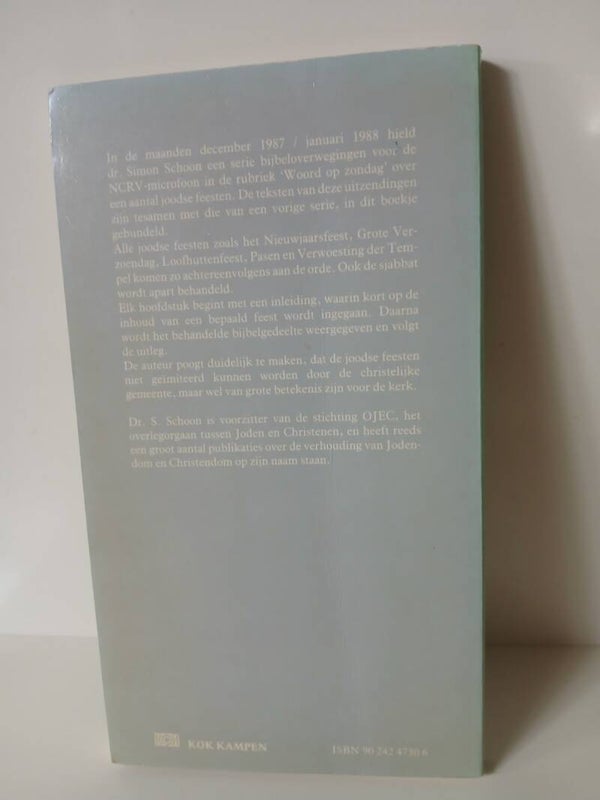 In de maanden december 1987 / januari 1988 hield
dr. Simon Schoon een serie bijbeloverwegingen voor de
NCRV-microfoon in de rubriek 'Woord op zondag' over
een aantal joodse feesten. De teksten van deze uitzendingen
zijn tesamen met die van een vorige serie, in dit boekje
gebundeld.
Alle joodse feesten zoals het Nieuwjaarsfeest, Grote Ver-
zoendag, Loofhuttenfeest, Pasen en Verwoesting der Tem-
pel komen zo achtereenvolgens aan de orde. Ook de sjabbat
wordt apart behandeld.
Elk hoofdstuk begint met een inleiding, waarin kort op de
inhoud van een bepaald feest wordt ingegaan. Daarna
wordt het behandelde bijbelgedeelte weergegeven en volgt
de uitleg.
De auteur poogt duidelijk te maken, dat de joodse feesten
niet geïmiteerd kunnen worden door de christelijke
gemeente, maar wel van grote betekenis zijn voor de kerk.
Dr. S. Schoon is voorzitter van de stichting OJEC, het
overlegorgaan tussen Joden en Christenen, en heeft reeds
een groot aantal publikaties over de verhouding van Joden-
dom en Christendom op zijn naam staan.
KOK KAMPEN
ISBN 90 242 4730 6